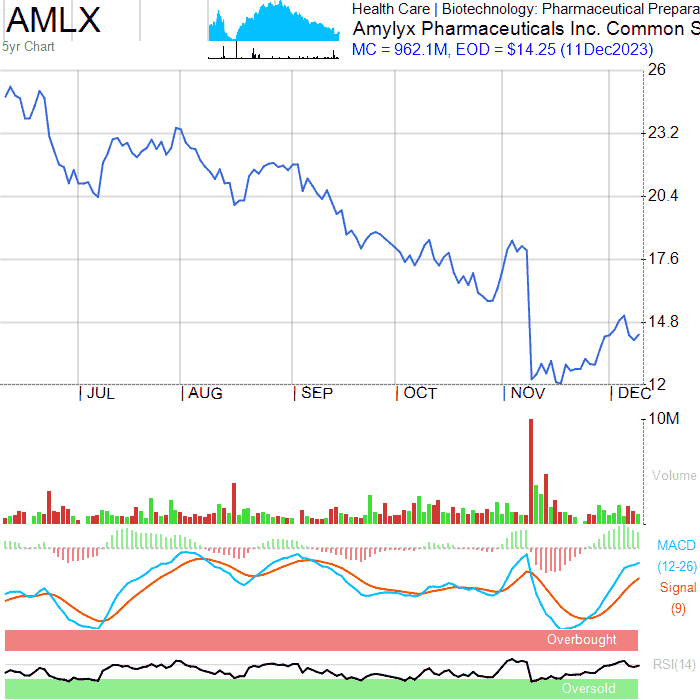 AMLX
5yr Chart
Health Care | Biotechnology: Pharmaceutical Prepara
Amylyx Pharmaceuticals Inc. Common S
MC = 962.1M, EOD = $14.25 (11Dec2023)
26
23.2
20.4
17.6
14.8
12
JUL AUG SEP OCT NOV DEC
10M
Volume
MACD
(12-26)
Signal
(9)
Overbought
RSI(14)
Oversold